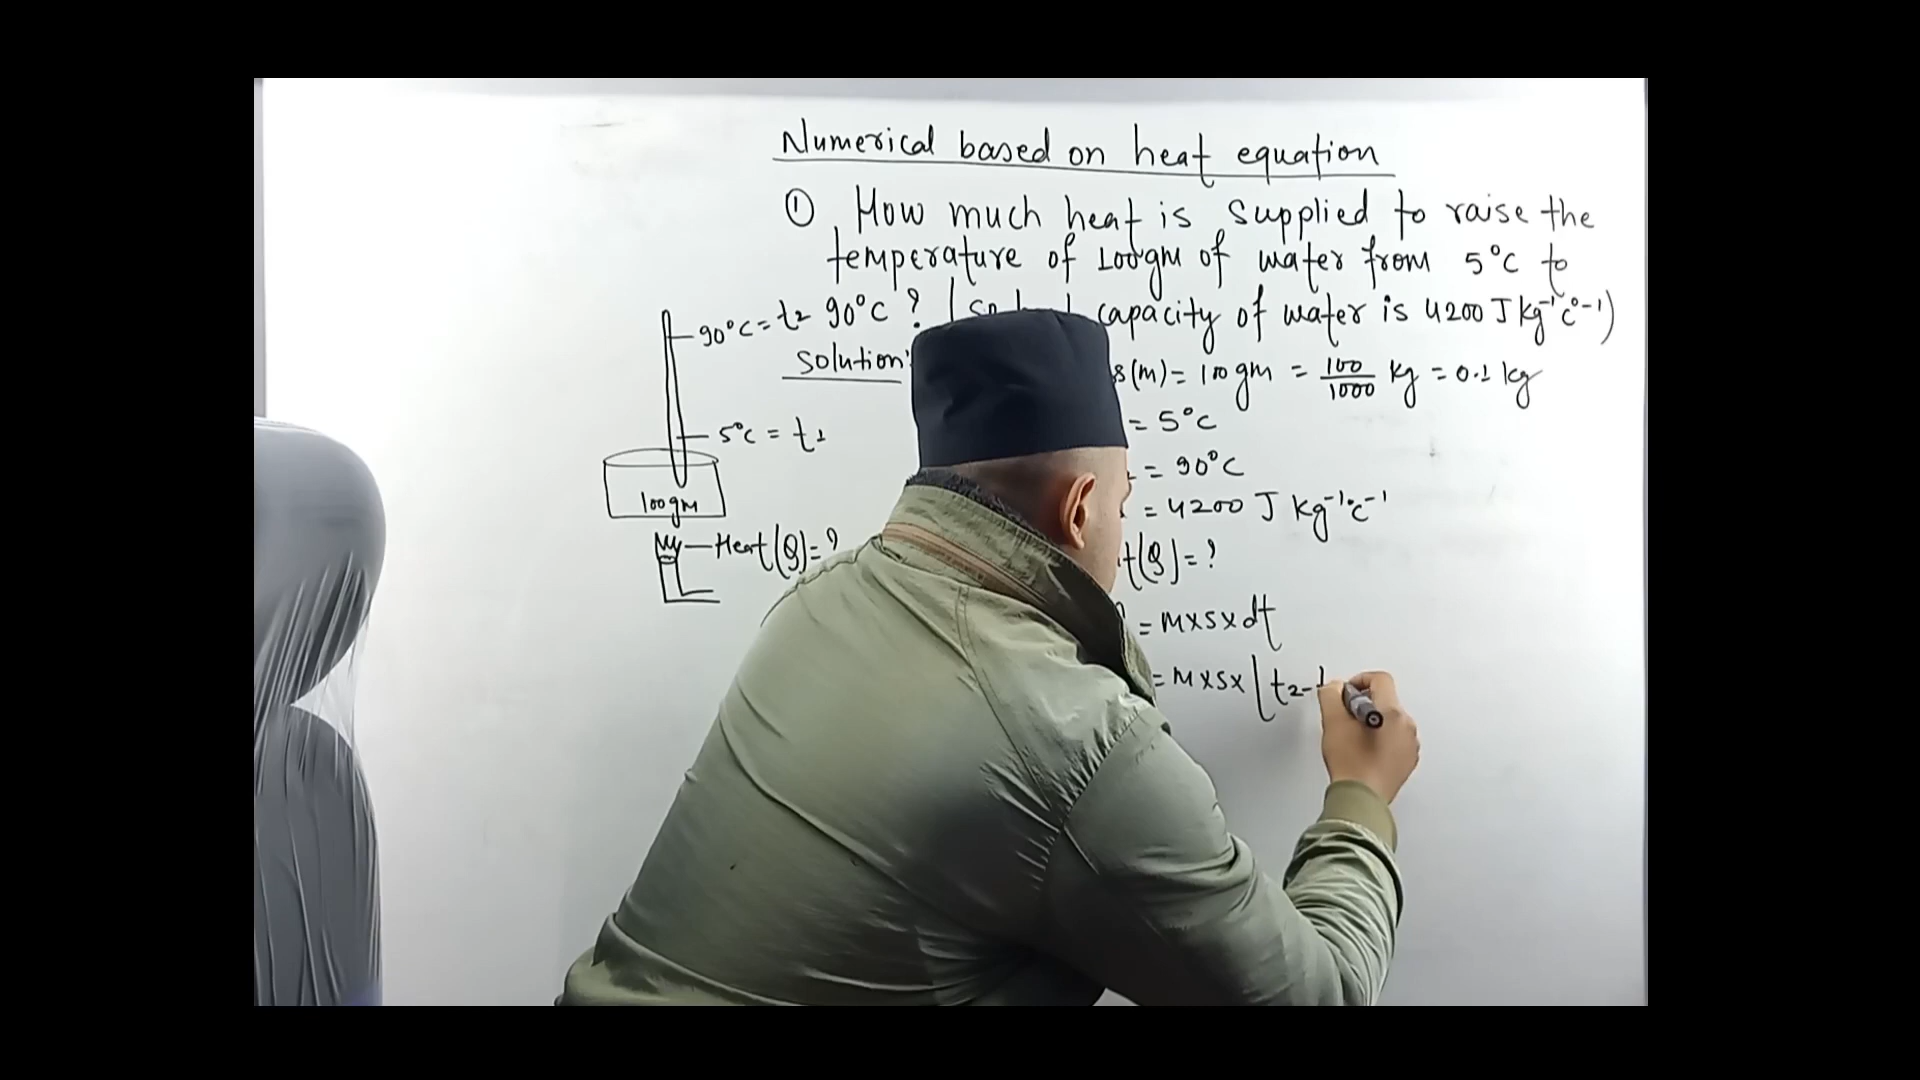 Numerical based on heat equation
① How much heat is supplied to raise the
temperature of 100gm of water from 5°C to
90°C ? ( capacity of water is 4200 J kg⁻¹ c°⁻¹)
solution:
(m) = 100 gm = 100/1000 kg = 0.1 kg
= 5°C
= 90°C
= 4200 J kg⁻¹°c⁻¹
(Q) = ?
= m×s×dt
= m×s× (t₂-
90°C = t₂
5°C = t₁
100gm
Heat (Q) = ?